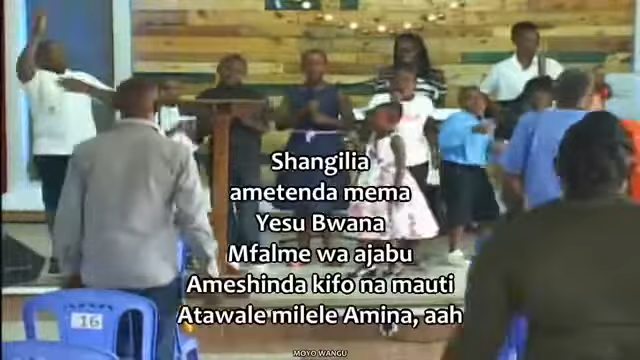 Shangilia
ametenda mema
Yesu Bwana
Mfalme wa ajabu
Ameshinda kifo na mauti
Atawale milele Amina, aah
16
MOYO WANGU